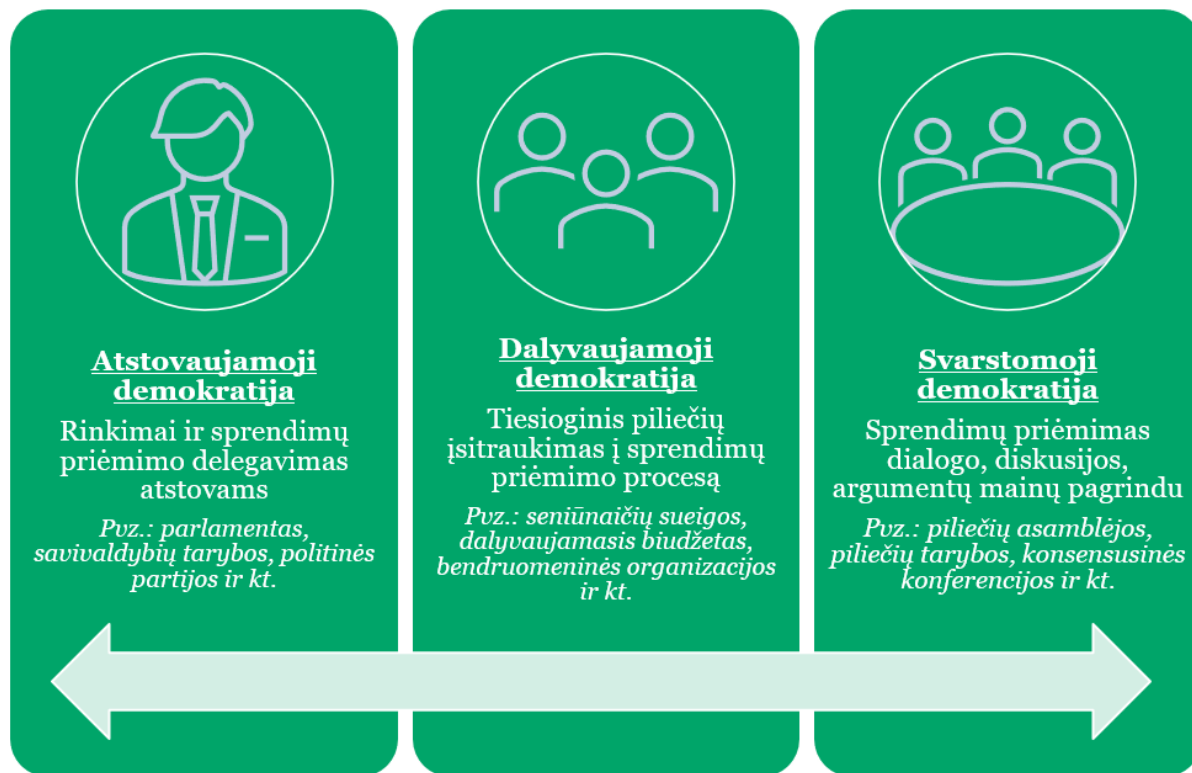 Atstovaujamoji
demokratija
Rinkimai ir sprendimų
priėmimo delegavimas
atstovams
Pvz.: parlamentas,
savivaldybių tarybos, politinės
partijos ir kt.
Dalyvaujamoji
demokratija
Tiesioginis piliečių
įsitraukimas į sprendimų
priėmimo procesą
Pvz.: seniūnaičių sueigos,
dalyvaujamasis biudžetas,
bendruomeninės organizacijos
ir kt.
Svarstomoji
demokratija
Sprendimų priėmimas
dialogo, diskusijos,
argumentų mainų pagrindu
Pvz.: piliečių asamblėjos,
piliečių tarybos, konsensusinės
konferencijos ir kt.